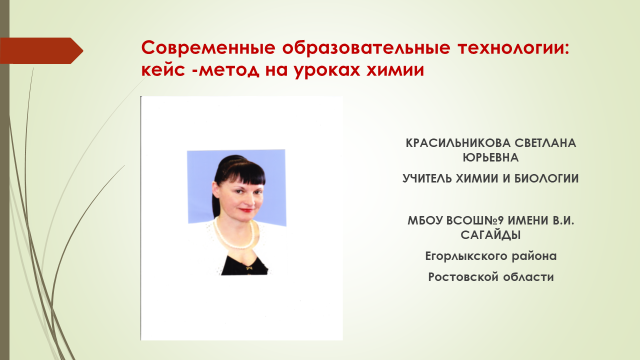 Современные образовательные технологии:
кейс -метод на уроках химии
КРАСИЛЬНИКОВА СВЕТЛАНА
ЮРЬЕВНА
УЧИТЕЛЬ ХИМИИ И БИОЛОГИИ
МБОУ ВСОШ№9 ИМЕНИ В.И.
САГАЙДЫ
Егорлыкского района
Ростовской области